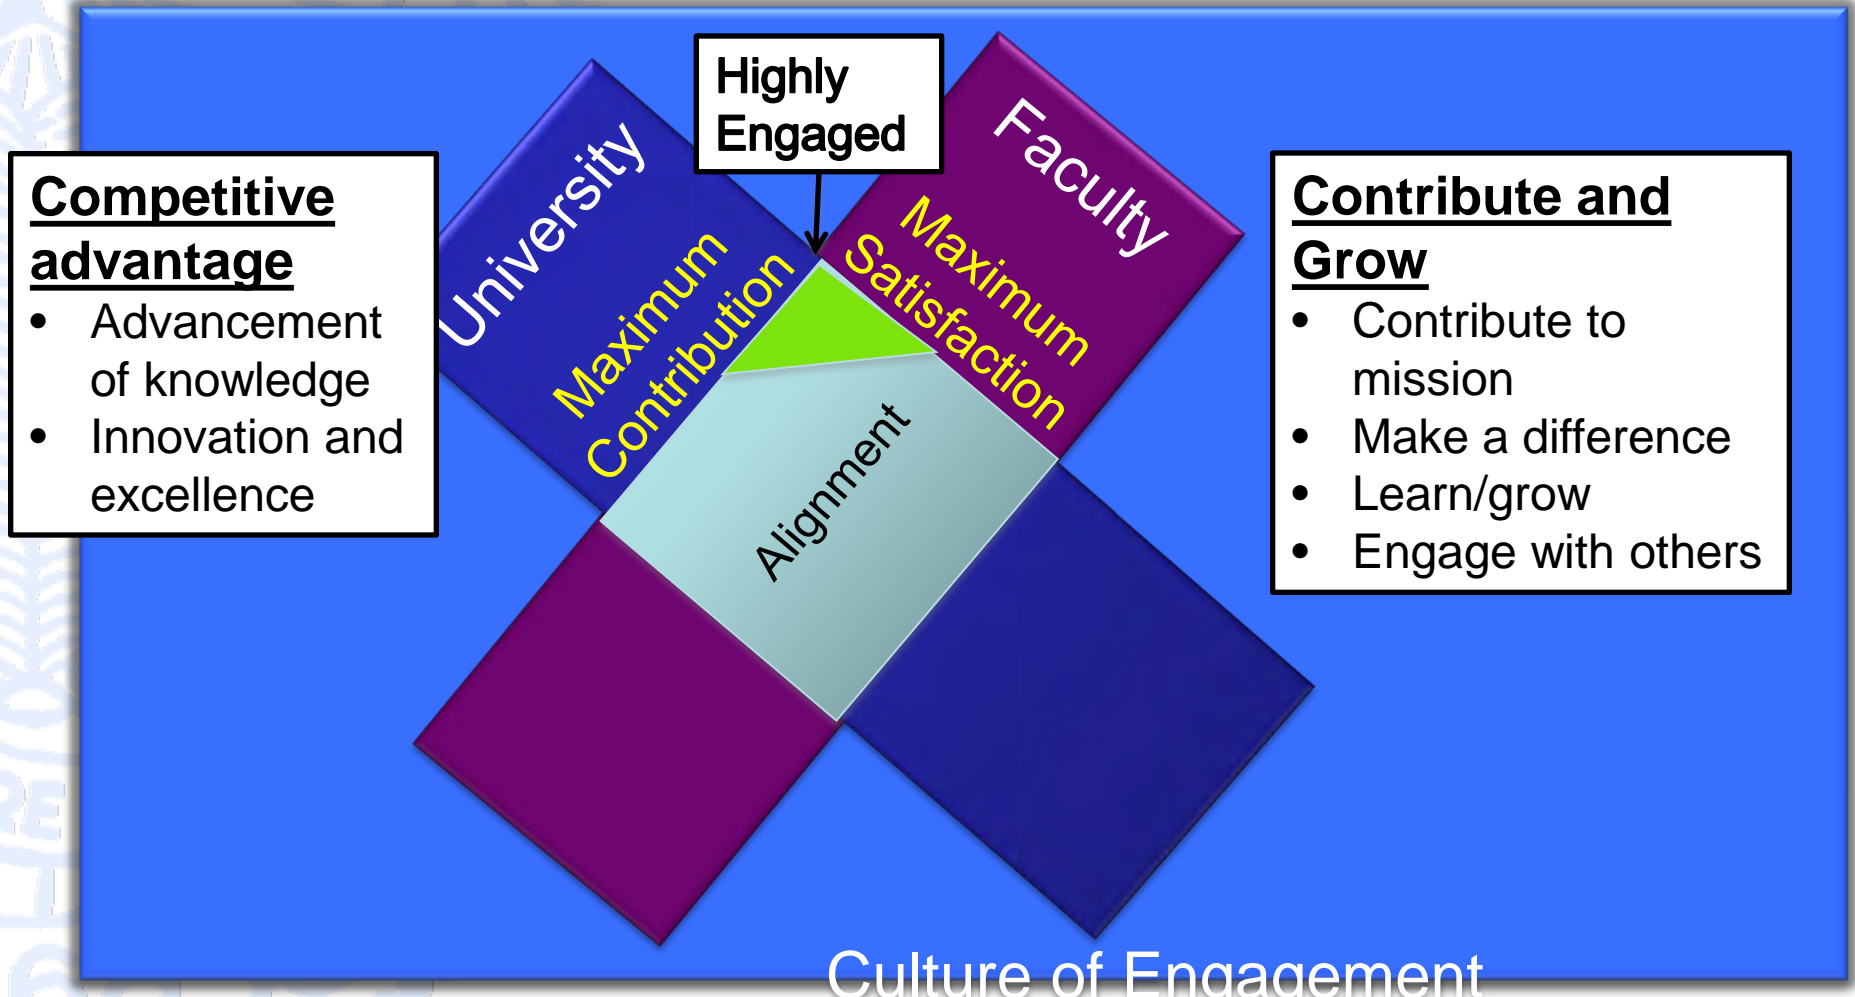 Highly
Engaged
Competitive
advantage
• Advancement
of knowledge
• Innovation and
excellence
University
Maximum
Contribution
Faculty
Maximum
Satisfaction
Alignment
Contribute and
Grow
• Contribute to
mission
• Make a difference
• Learn/grow
• Engage with others
Culture of Engagement